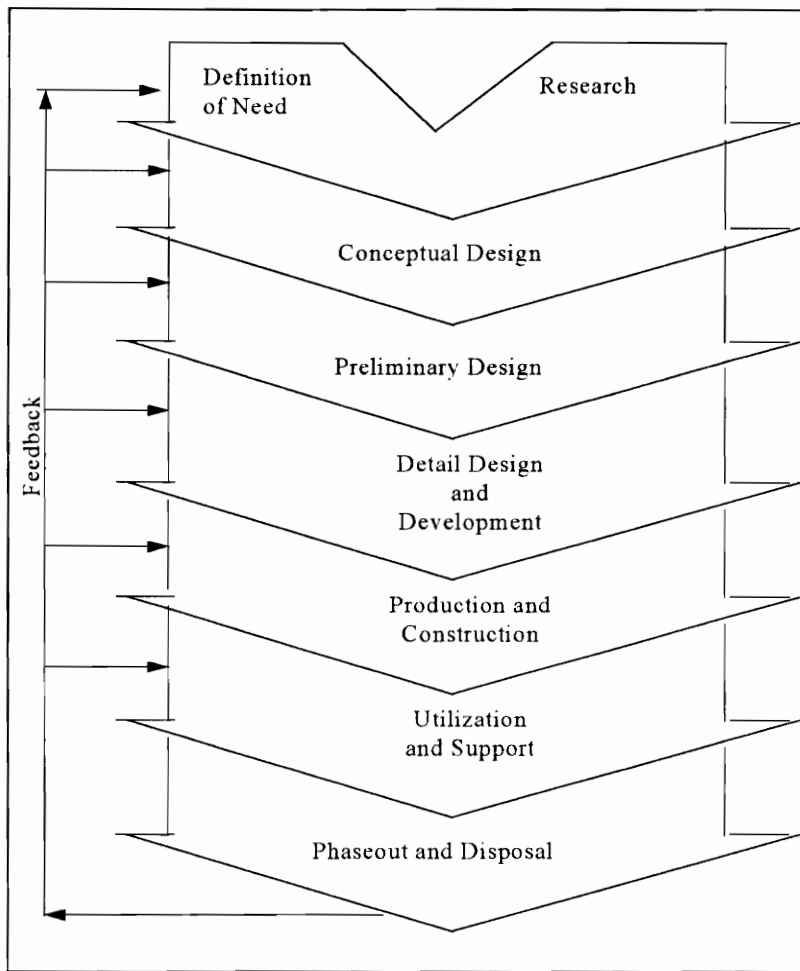 Definition
of Need
Research
Conceptual Design
Preliminary Design
Feedback
Detail Design
and
Development
Production and
Construction
Utilization
and Support
Phaseout and Disposal